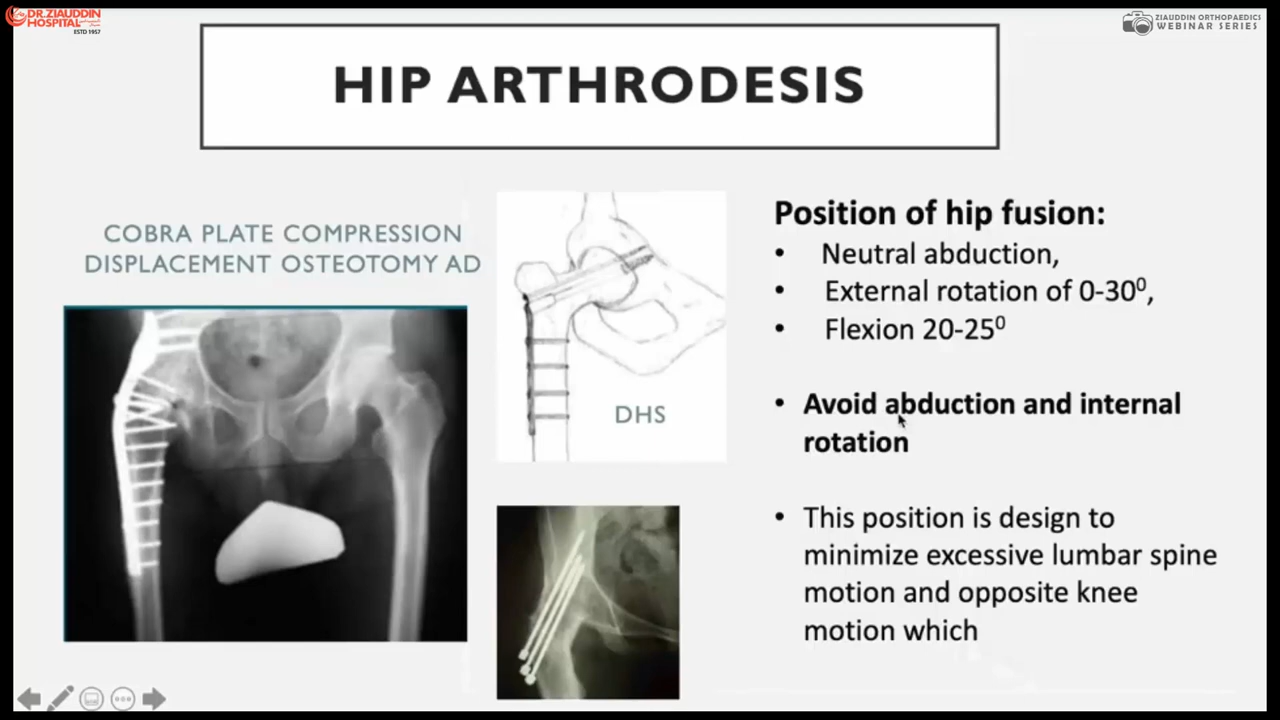 DR.ZIAUDDIN
HOSPITAL
ESTD 1957
ZIAUDDIN ORTHOPAEDICS
WEBINAR SERIES
HIP ARTHRODESIS
COBRA PLATE COMPRESSION
DISPLACEMENT OSTEOTOMY AD
DHS
Position of hip fusion:
• Neutral abduction,
• External rotation of 0-30⁰,
• Flexion 20-25⁰
• Avoid abduction and internal
rotation
• This position is design to
minimize excessive lumbar spine
motion and opposite knee
motion which